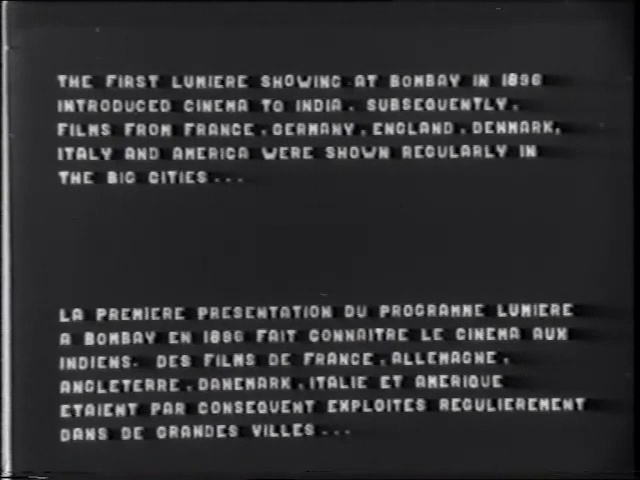 THE FIRST LUMIERE SHOWING AT BOMBAY IN 1896
INTRODUCED CINEMA TO INDIA. SUBSEQUENTLY,
FILMS FROM FRANCE, GERMANY, ENGLAND, DENMARK,
ITALY AND AMERICA WERE SHOWN REGULARLY IN
THE BIG CITIES...
LA PREMIERE PRESENTATION DU PROGRAMME LUMIERE
A BOMBAY EN 1896 FAIT CONNAITRE LE CINEMA AUX
INDIENS. DES FILMS DE FRANCE, ALLEMAGNE,
ANGLETERRE, DANEMARK, ITALIE ET AMERIQUE
ETAIENT PAR CONSEQUENT EXPLOITES REGULIEREMENT
DANS DE GRANDES VILLES...